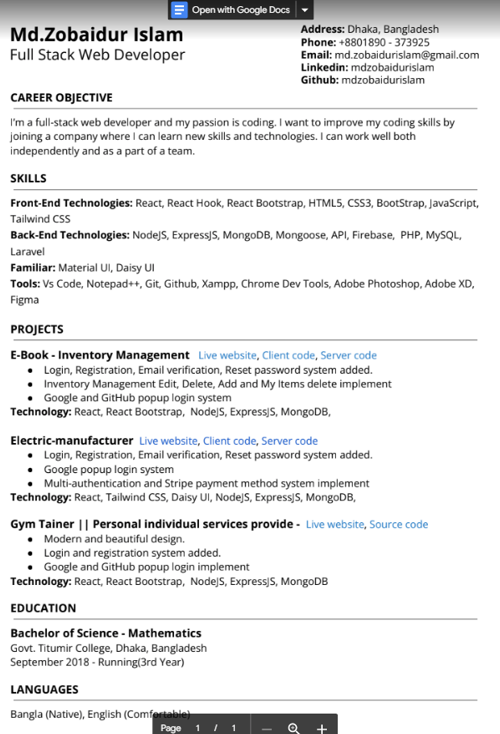 Open with Google Docs
Md.Zobaidur Islam
Full Stack Web Developer
Address: Dhaka, Bangladesh
Phone: +8801890 - 373925
Email: md.zobaidurislam@gmail.com
Linkedin: mdzobaidurislam
Github: mdzobaidurislam
CAREER OBJECTIVE
I'm a full-stack web developer and my passion is coding. I want to improve my coding skills by
joining a company where I can learn new skills and technologies. I can work well both
independently and as a part of a team.
SKILLS
Front-End Technologies: React, React Hook, React Bootstrap, HTML5, CSS3, BootStrap, JavaScript,
Tailwind CSS
Back-End Technologies: NodeJS, ExpressJS, MongoDB, Mongoose, API, Firebase, PHP, MySQL,
Laravel
Familiar: Material UI, Daisy UI
Tools: Vs Code, Notepad++, Git, Github, Xampp, Chrome Dev Tools, Adobe Photoshop, Adobe XD,
Figma
PROJECTS
E-Book - Inventory Management Live website, Client code, Server code
● Login, Registration, Email verification, Reset password system added.
● Inventory Management Edit, Delete, Add and My Items delete implement
● Google and GitHub popup login system
Technology: React, React Bootstrap, NodeJS, ExpressJS, MongoDB,
Electric-manufacturer Live website, Client code, Server code
● Login, Registration, Email verification, Reset password system added.
● Google popup login system
● Multi-authentication and Stripe payment method system implement
Technology: React, Tailwind CSS, Daisy UI, NodeJS, ExpressJS, MongoDB,
Gym Tainer || Personal individual services provide - Live website, Source code
● Modern and beautiful design.
● Login and registration system added.
● Google and GitHub popup login implement
Technology: React, React Bootstrap, NodeJS, ExpressJS, MongoDB
EDUCATION
Bachelor of Science - Mathematics
Govt. Titumir College, Dhaka, Bangladesh
September 2018 - Running(3rd Year)
LANGUAGES
Bangla (Native), English (Comfortable)
Page 1 / 1